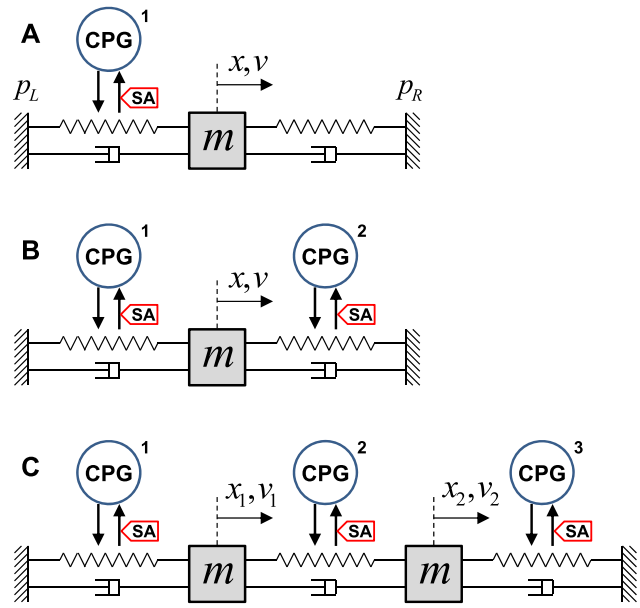 A
CPG 1
SA
p_L
x, v
p_R
m
B
CPG 1
CPG 2
SA
SA
x, v
m
C
CPG 1
CPG 2
CPG 3
SA
SA
SA
x_1, v_1
x_2, v_2
m
m